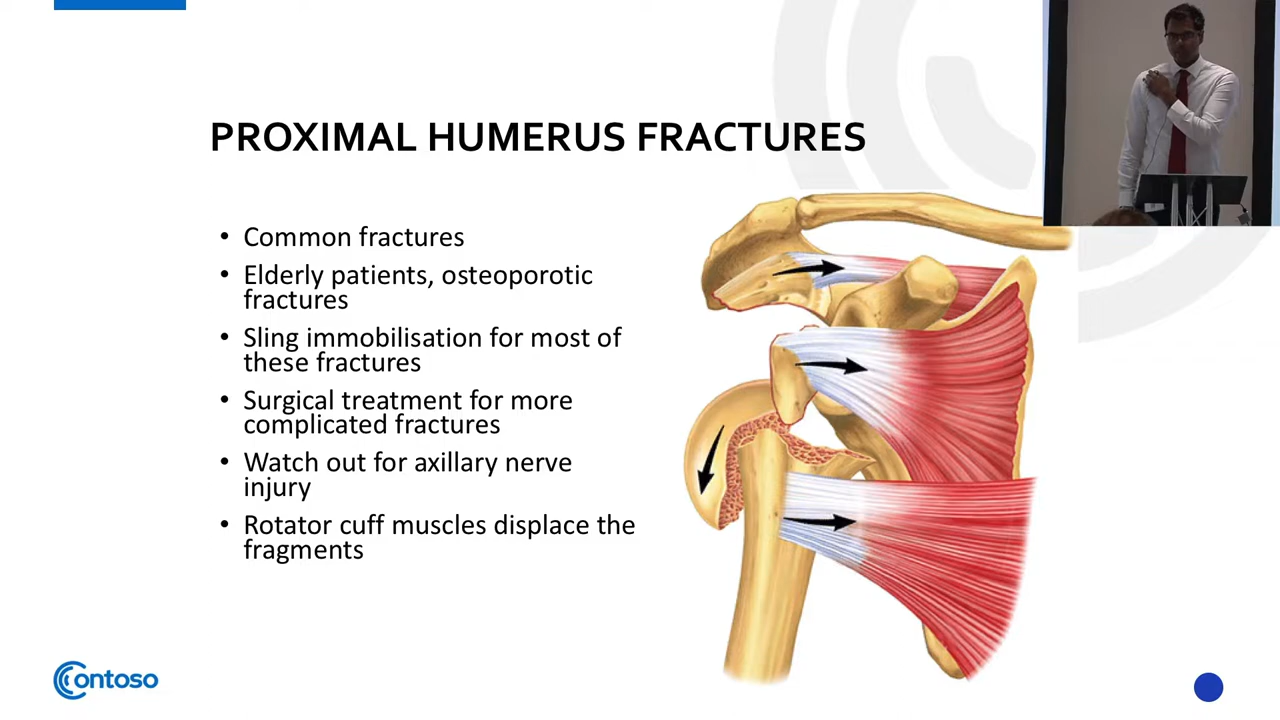 PROXIMAL HUMERUS FRACTURES
• Common fractures
• Elderly patients, osteoporotic
fractures
• Sling immobilisation for most of
these fractures
• Surgical treatment for more
complicated fractures
• Watch out for axillary nerve
injury
• Rotator cuff muscles displace the
fragments
Contoso